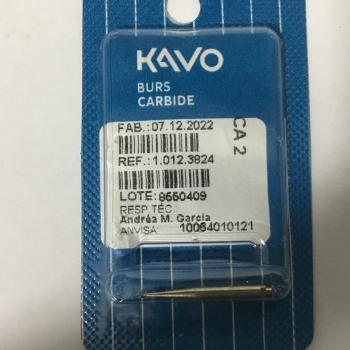 KAVO
BURS
CARBIDE
FAB.:07.12.2022
CA 2
REF.:1.012.3824
LOTE:8550409
RESP TÉC
Andréa M. Garcia
ANVISA: 10064010121